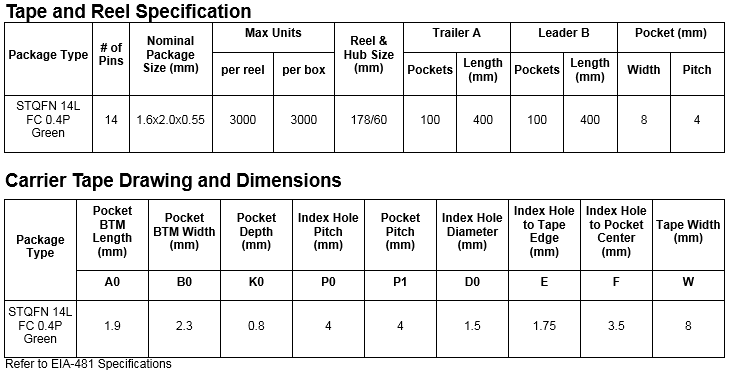 Tape and Reel Specification
Package Type # of Pins Nominal Package Size (mm) Max Units Reel & Hub Size (mm) Trailer A Leader B Pocket (mm)
per reel per box Pockets Length (mm) Pockets Length (mm) Width Pitch
STQFN 14L FC 0.4P Green 14 1.6x2.0x0.55 3000 3000 178/60 100 400 100 400 8 4
Carrier Tape Drawing and Dimensions
Package Type Pocket BTM Length (mm) Pocket BTM Width (mm) Pocket Depth (mm) Index Hole Pitch (mm) Pocket Pitch (mm) Index Hole Diameter (mm) Index Hole to Tape Edge (mm) Index Hole to Pocket Center (mm) Tape Width (mm)
A0 B0 K0 P0 P1 D0 E F W
STQFN 14L FC 0.4P Green 1.9 2.3 0.8 4 4 1.5 1.75 3.5 8
Refer to EIA-481 Specifications